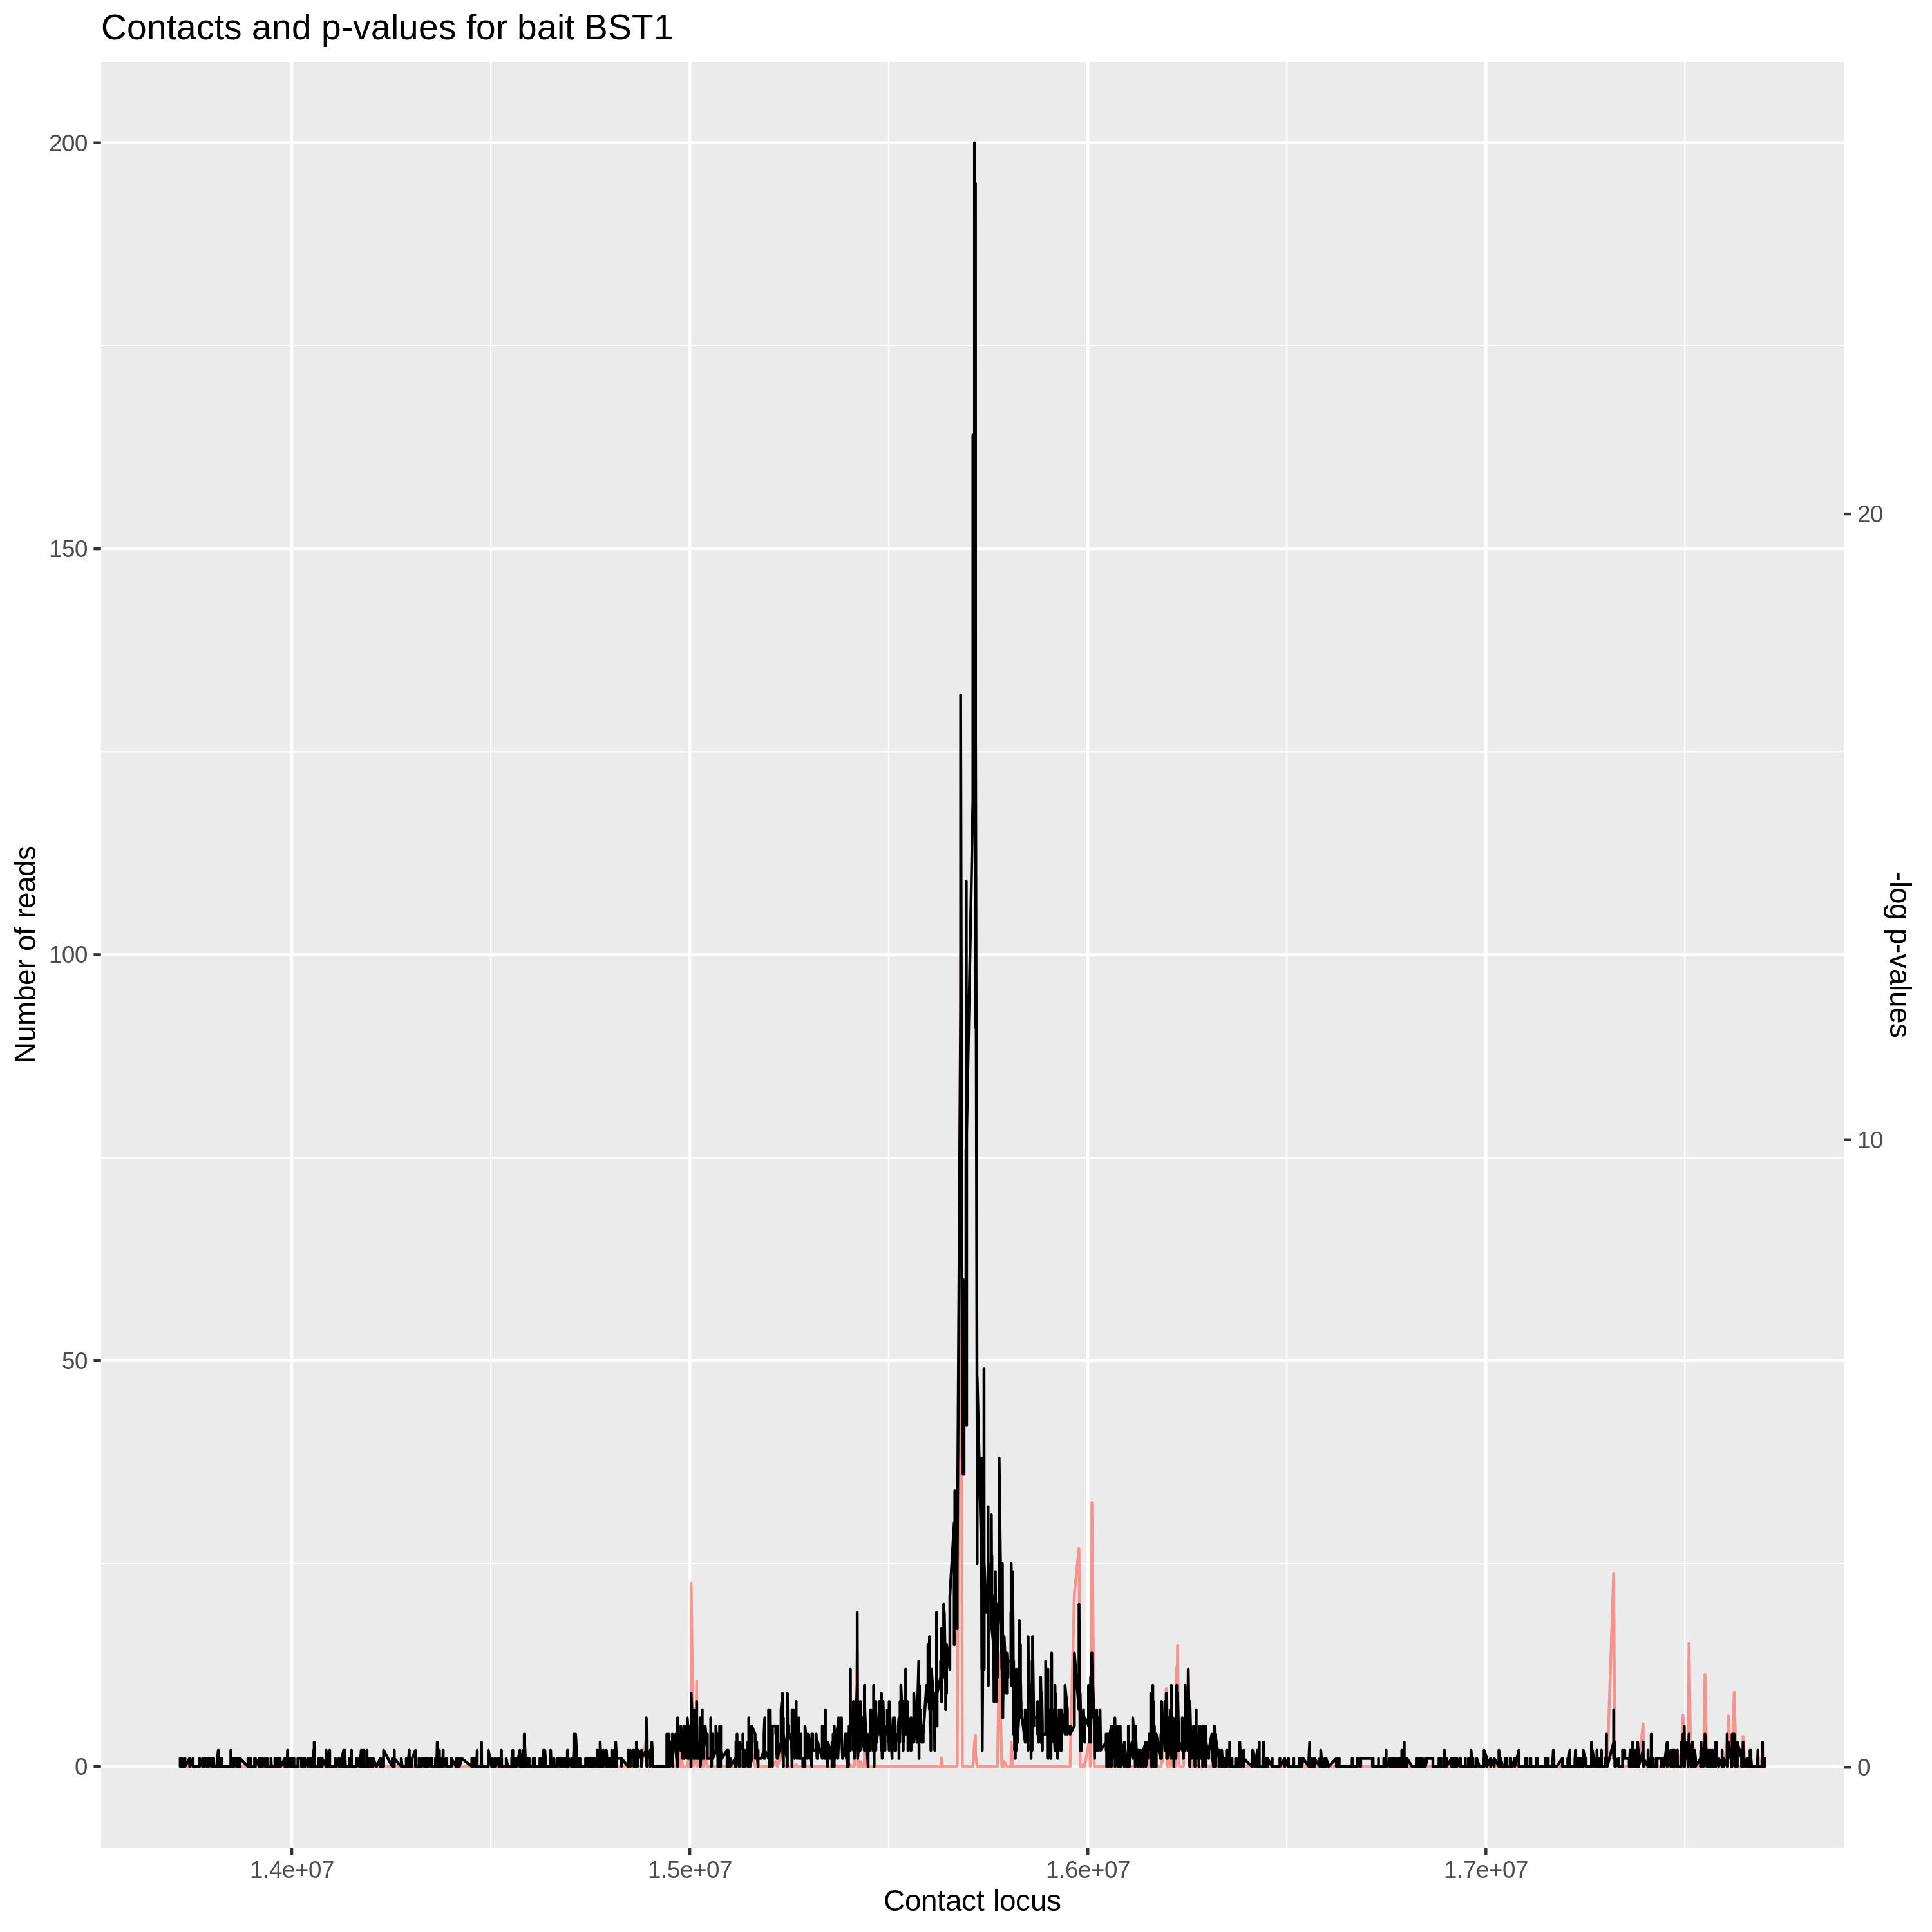 Contacts and p-values for bait BST1
200
150
100
50
0
Number of reads
20
10
0
-log p-values
1.4e+07 1.5e+07 1.6e+07 1.7e+07
Contact locus